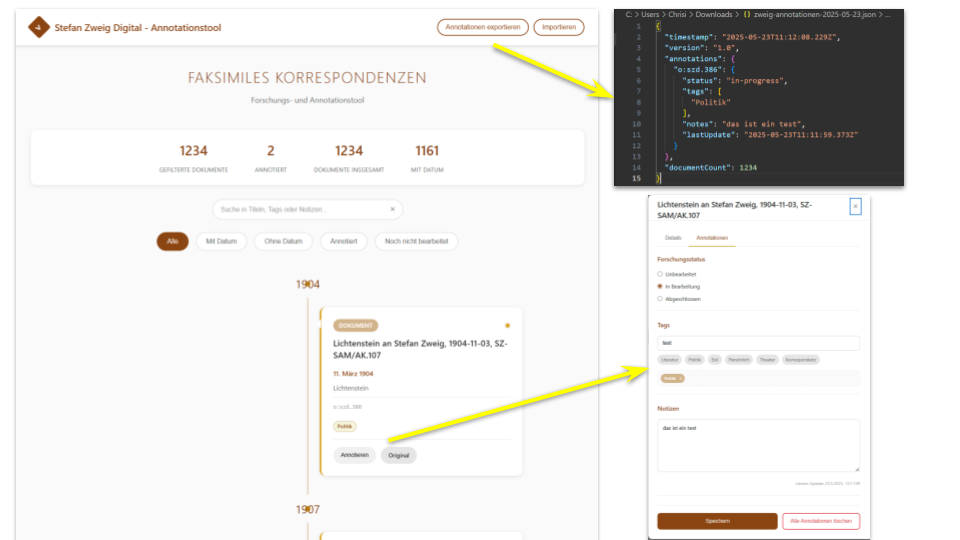 Stefan Zweig Digital - Annotationstool
Annotationen exportieren
Importieren
FAKSIMILES KORRESPONDENZEN
Forschungs- und Annotationstool
1234
GEFILTERTE DOKUMENTE
2
ANNOTIERT
1234
DOKUMENTE INSGESAMT
1161
MIT DATUM
Suche in Titeln, Tags oder Notizen...
×
Alle
Mit Datum
Ohne Datum
Annotiert
Noch nicht bearbeitet
1904
DOKUMENT
Lichtenstein an Stefan Zweig, 1904-11-03, SZ-
SAM/AK.107
11. März 1904
Lichtenstein
o:szd.386
Politik
Annotieren
Original
1907
C: > Users > Chrisi > Downloads > {} zweig-annotationen-2025-05-23.json > ...
1 {
2 "timestamp": "2025-05-23T11:12:08.229Z",
3 "version": "1.0",
4 "annotations": {
5 "o:szd.386": {
6 "status": "in-progress",
7 "tags": [
8 "Politik"
9 ],
10 "notes": "das ist ein test",
11 "lastUpdate": "2025-05-23T11:11:59.373Z"
12 }
13 },
14 "documentCount": 1234
15 }
Lichtenstein an Stefan Zweig, 1904-11-03, SZ-
SAM/AK.107
×
Details
Annotationen
Forschungsstatus
Unbearbeitet
In Bearbeitung
Abgeschlossen
Tags
test
Literatur
Politik
Exil
Persönlich
Theater
Korrespondenz
Politik ×
Notizen
das ist ein test
Speichern
Alle Annotationen löschen